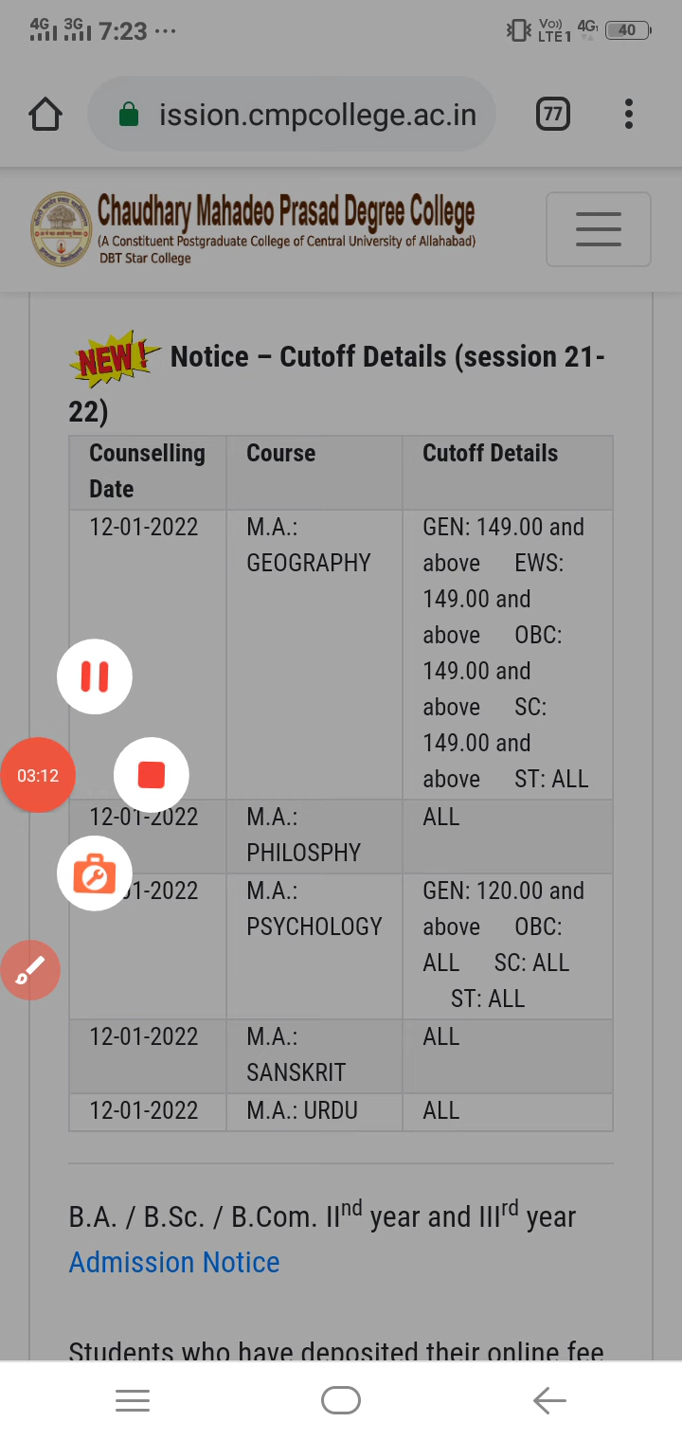 4G 3G 7:23 ... Vo) LTE1 4G 40
ission.cmpcollege.ac.in 77
Chaudhary Mahadeo Prasad Degree College
(A Constituent Postgraduate College of Central University of Allahabad)
DBT Star College
NEW! Notice – Cutoff Details (session 21-
22)
Counselling Date Course Cutoff Details
12-01-2022 M.A.: GEOGRAPHY GEN: 149.00 and
above EWS:
149.00 and
above OBC:
149.00 and
above SC:
149.00 and
above ST: ALL
03:12
12-01-2022 M.A.: PHILOSPHY ALL
01-2022 M.A.: PSYCHOLOGY GEN: 120.00 and
above OBC:
ALL SC: ALL
ST: ALL
12-01-2022 M.A.: SANSKRIT ALL
12-01-2022 M.A.: URDU ALL
B.A. / B.Sc. / B.Com. IInd year and IIIrd year
Admission Notice
Students who have deposited their online fee